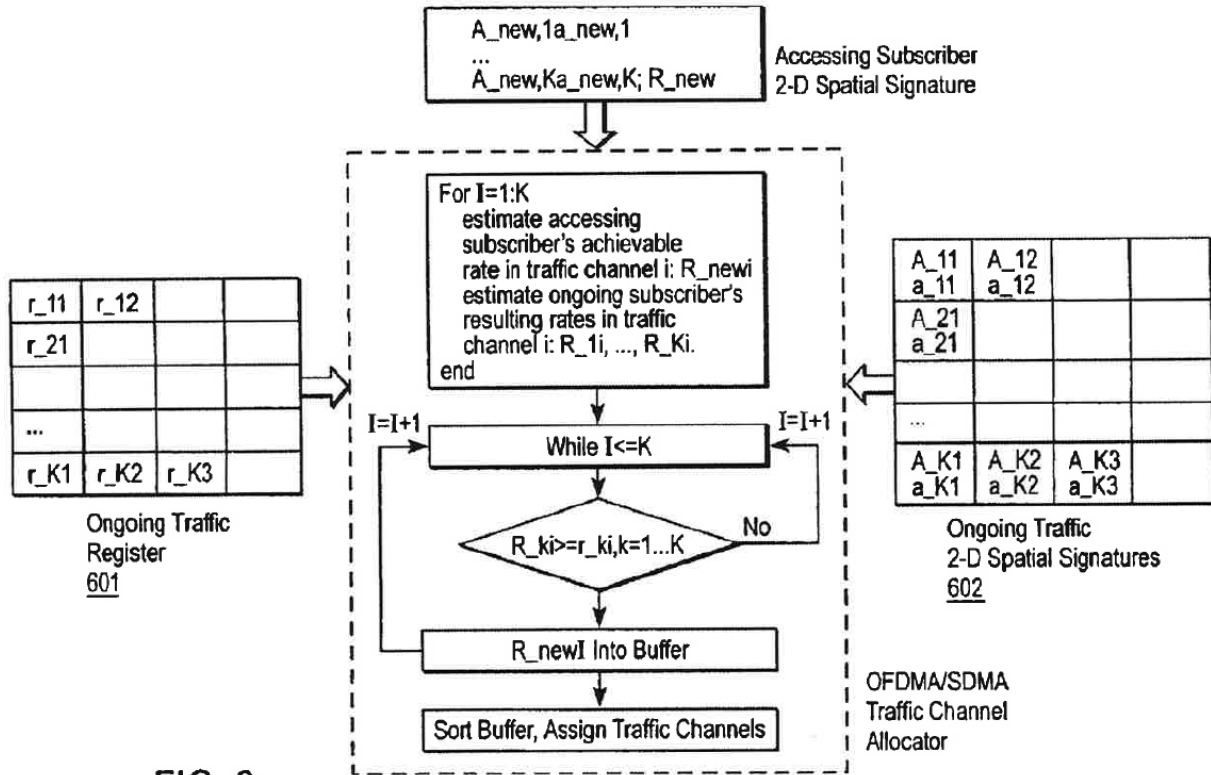 A_new,1a_new,1
...
A_new,Ka_new,K; R_new
Accessing Subscriber
2-D Spatial Signature
For I=1:K
estimate accessing
subscriber's achievable
rate in traffic channel i: R_newi
estimate ongoing subscriber's
resulting rates in traffic
channel i: R_1i, ..., R_Ki.
end
r_11 r_12
r_21
...
r_K1 r_K2 r_K3
Ongoing Traffic
Register
601
A_11 A_12
a_11 a_12
A_21
a_21
...
A_K1 A_K2 A_K3
a_K1 a_K2 a_K3
Ongoing Traffic
2-D Spatial Signatures
602
I=I+1
I=I+1
While I<=K
R_ki>=r_ki,k=1...K
No
R_newI Into Buffer
Sort Buffer, Assign Traffic Channels
OFDMA/SDMA
Traffic Channel
Allocator